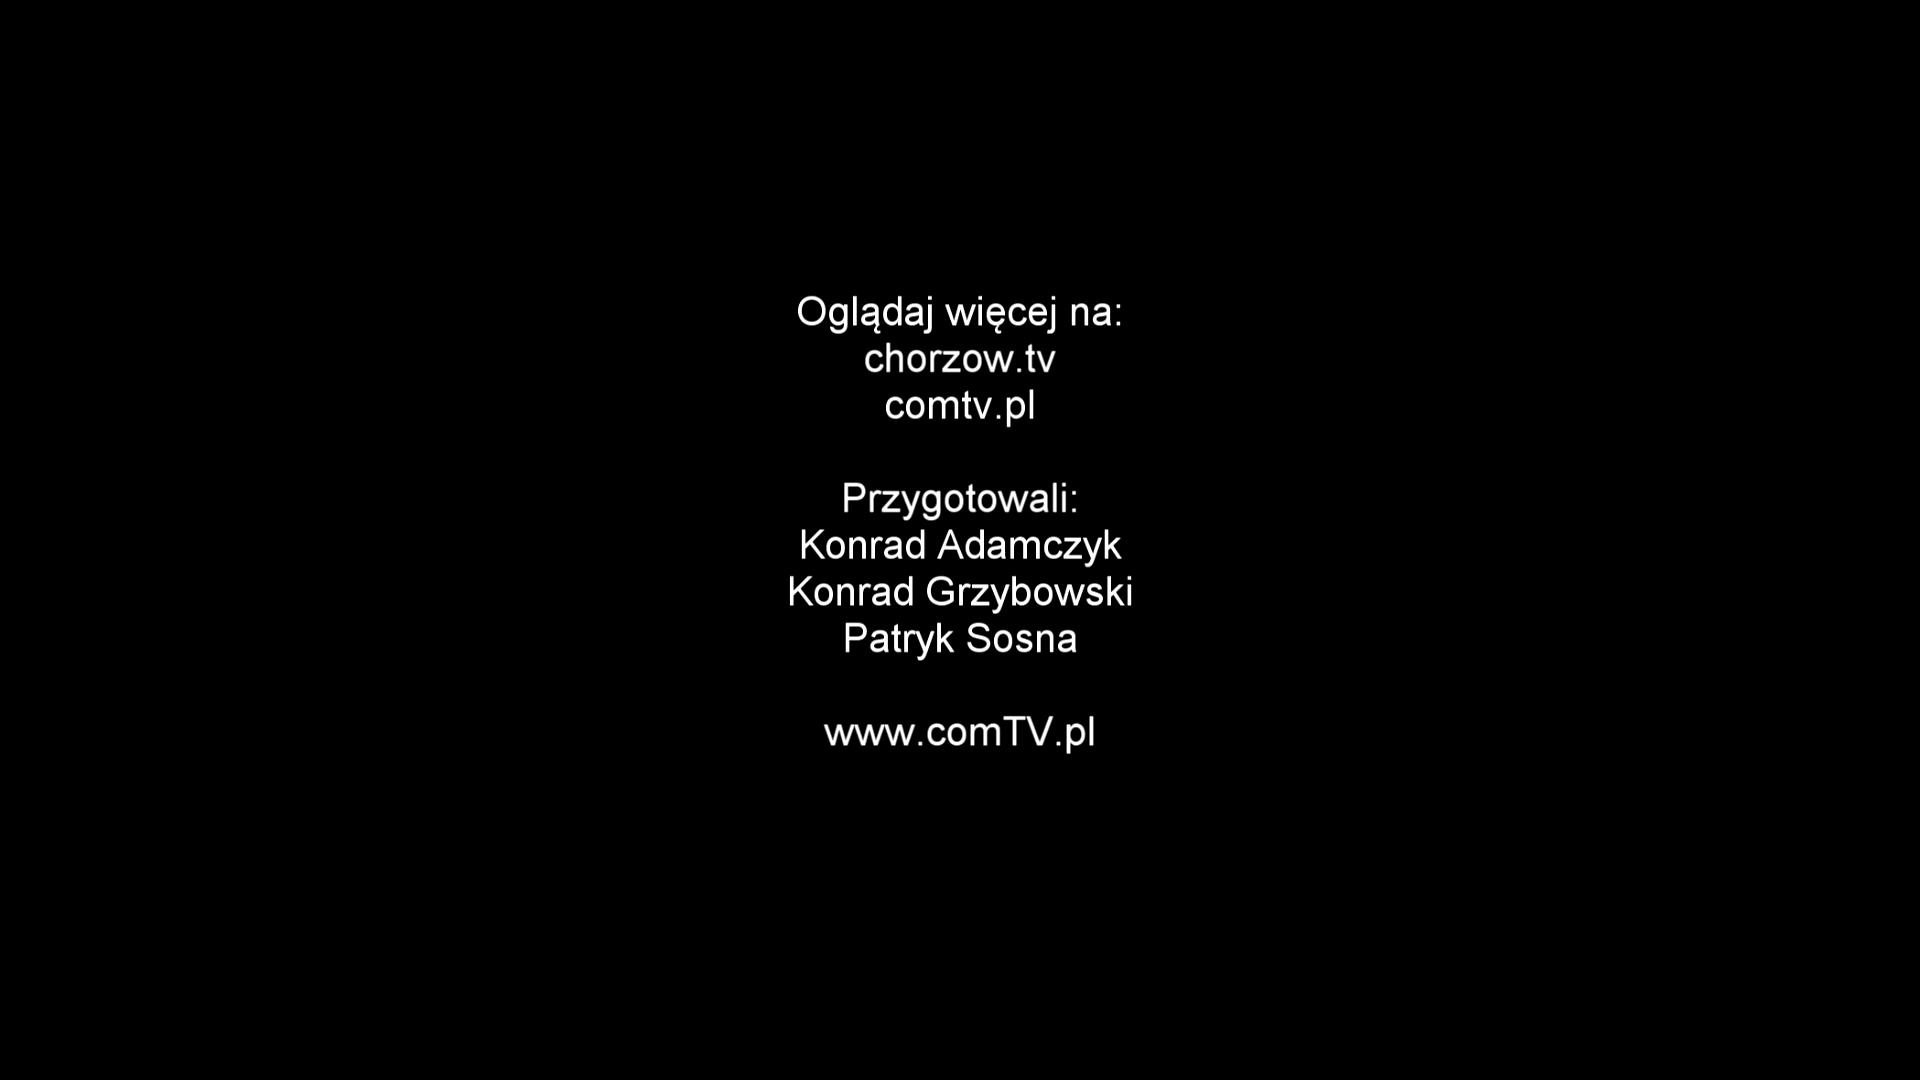 Oglądaj więcej na:
chorzow.tv
comtv.pl
Przygotowali:
Konrad Adamczyk
Konrad Grzybowski
Patryk Sosna
www.comTV.pl